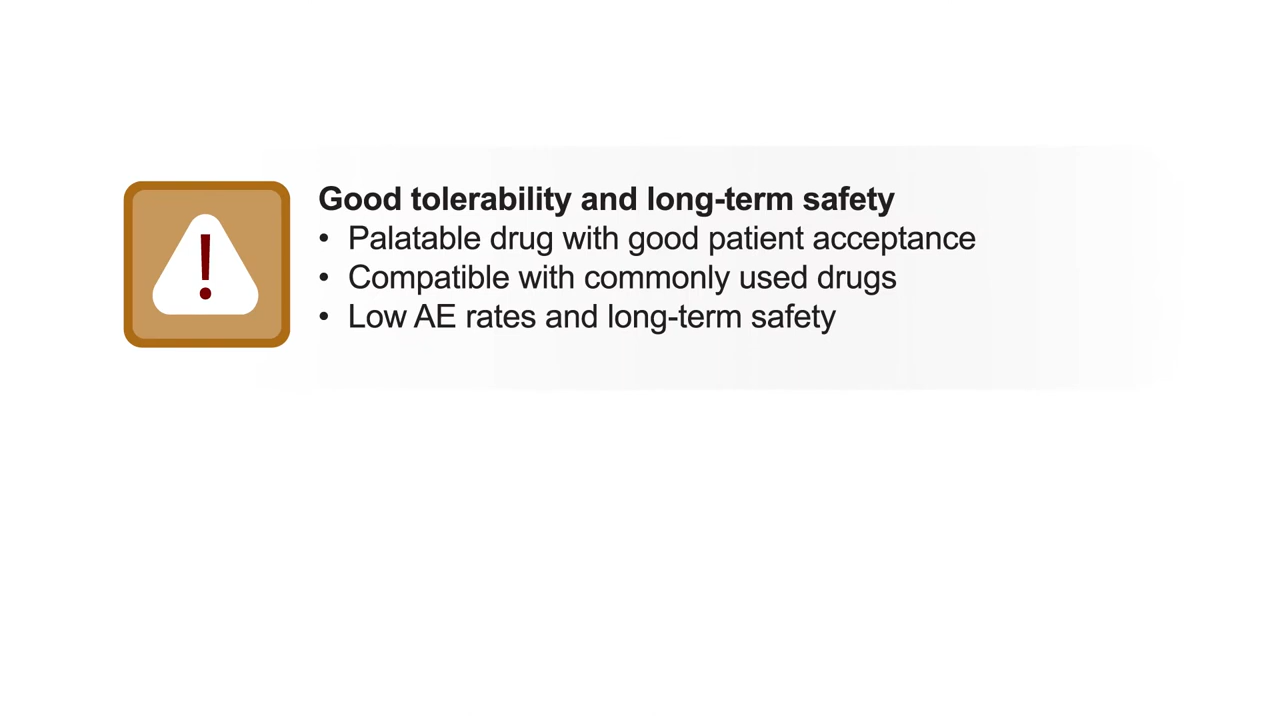 Good tolerability and long-term safety
• Palatable drug with good patient acceptance
• Compatible with commonly used drugs
• Low AE rates and long-term safety